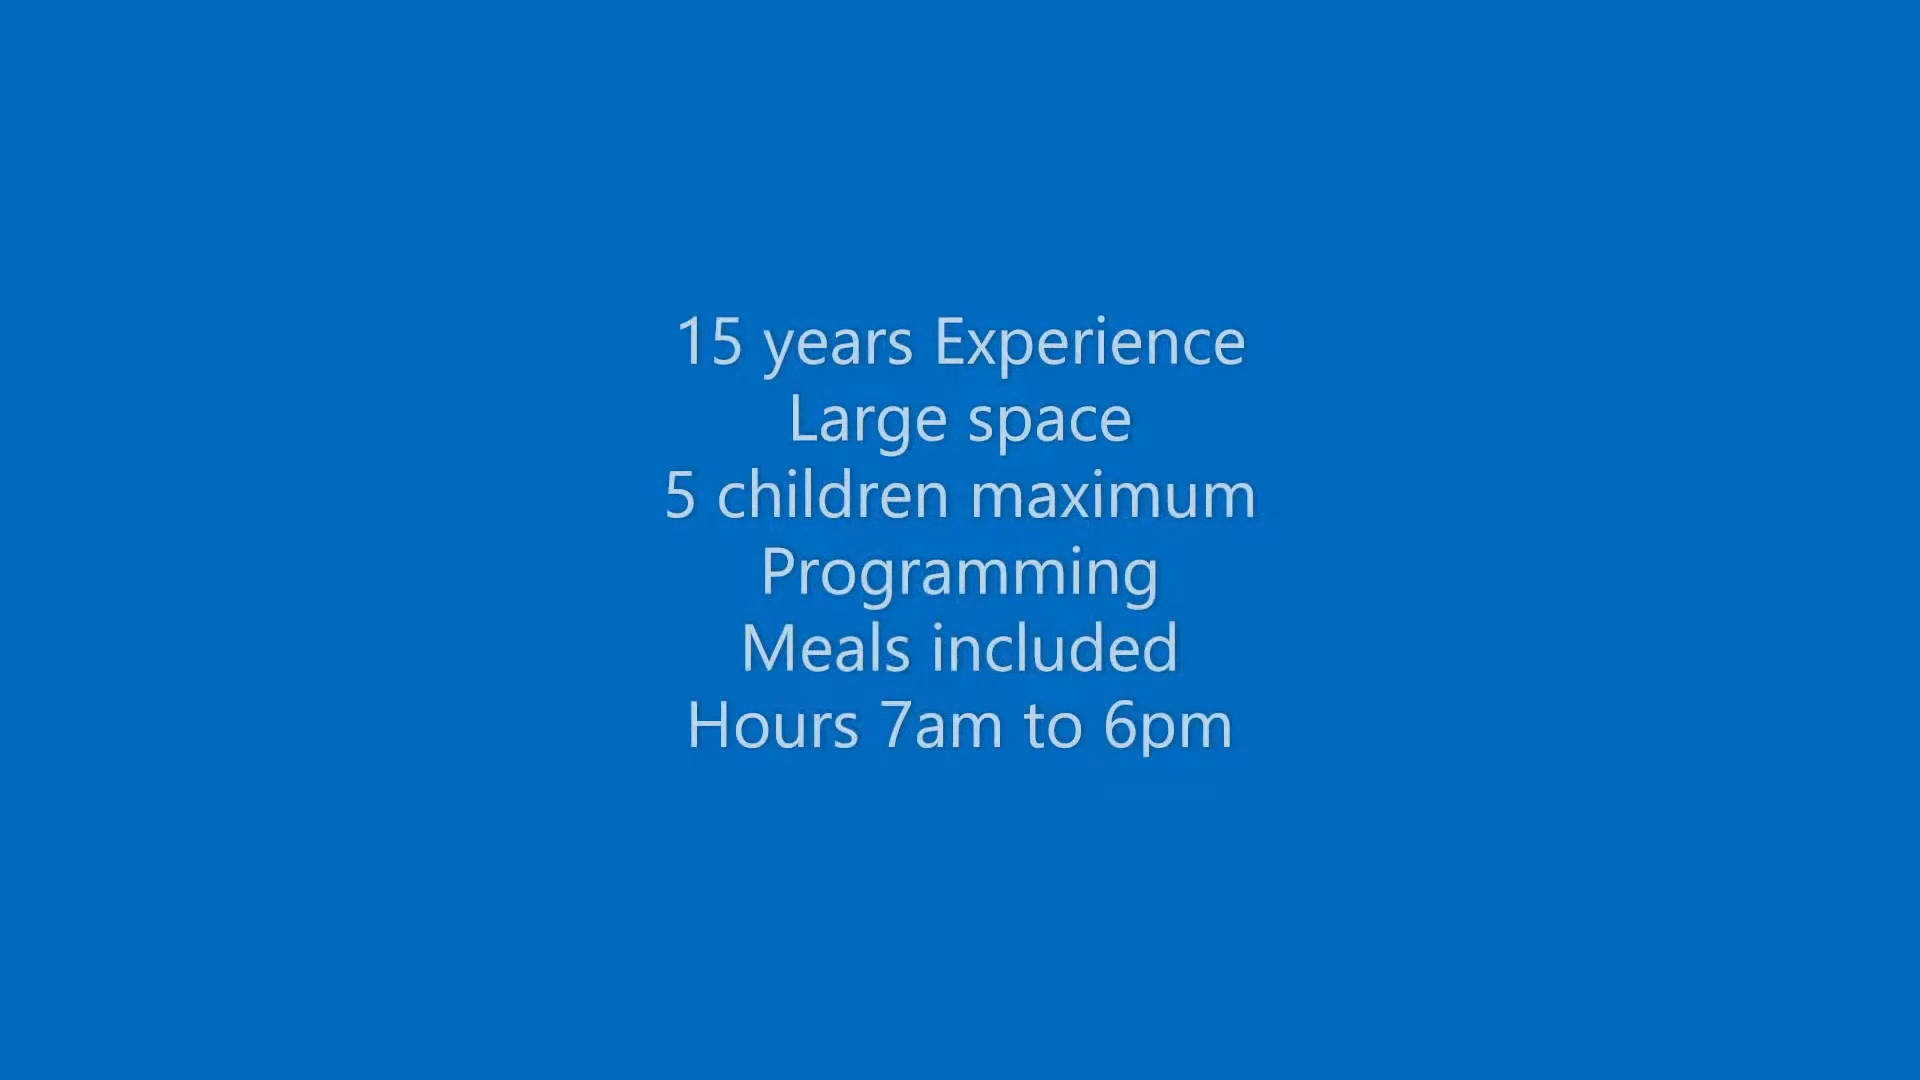 15 years Experience
Large space
5 children maximum
Programming
Meals included
Hours 7am to 6pm